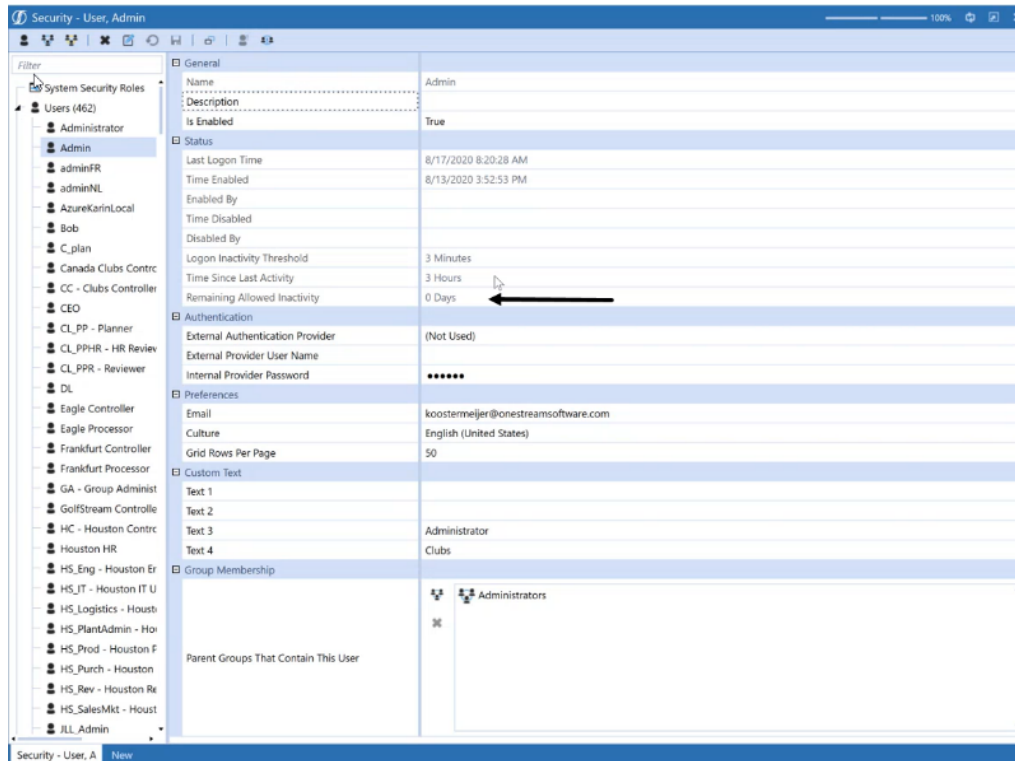 Security - User, Admin
100%
Filter
System Security Roles
Users (462)
Administrator
Admin
adminFR
adminNL
AzureKarinLocal
Bob
C_plan
Canada Clubs Contrc
CC - Clubs Controller
CEO
CL_PP - Planner
CL_PPHR - HR Review
CL_PPR - Reviewer
DL
Eagle Controller
Eagle Processor
Frankfurt Controller
Frankfurt Processor
GA - Group Administ
GolfStream Controlle
HC - Houston Contrc
Houston HR
HS_Eng - Houston Er
HS_IT - Houston IT U
HS_Logistics - Houst
HS_PlantAdmin - Ho
HS_Prod - Houston P
HS_Purch - Houston
HS_Rev - Houston Re
HS_SalesMkt - Houst
JLL_Admin
General
Name Admin
Description
Is Enabled True
Status
Last Logon Time 8/17/2020 8:20:28 AM
Time Enabled 8/13/2020 3:52:53 PM
Enabled By
Time Disabled
Disabled By
Logon Inactivity Threshold 3 Minutes
Time Since Last Activity 3 Hours
Remaining Allowed Inactivity 0 Days
Authentication
External Authentication Provider (Not Used)
External Provider User Name
Internal Provider Password ••••••
Preferences
Email koostermeijer@onestreamsoftware.com
Culture English (United States)
Grid Rows Per Page 50
Custom Text
Text 1
Text 2
Text 3 Administrator
Text 4 Clubs
Group Membership
Administrators
Parent Groups That Contain This User
Security - User, A New